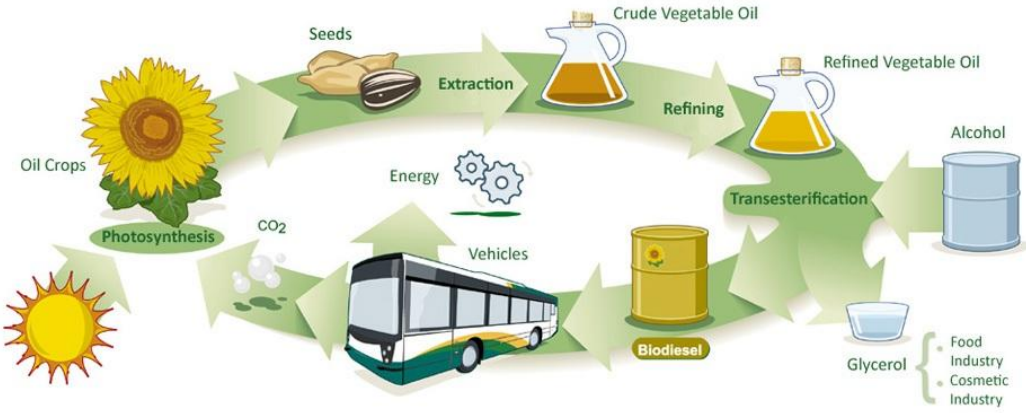 Crude Vegetable Oil
Seeds
Refined Vegetable Oil
Extraction
Refining
Alcohol
Oil Crops
Energy
Transesterification
Photosynthesis
CO2
Vehicles
Biodiesel
Glycerol
· Food
Industry
· Cosmetic
Industry